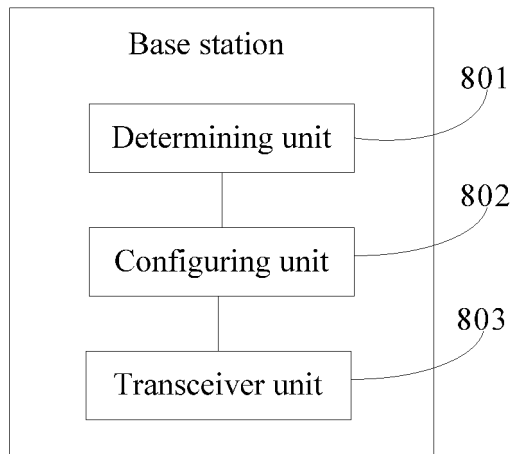 Base station
801
Determining unit
802
Configuring unit
803
Transceiver unit